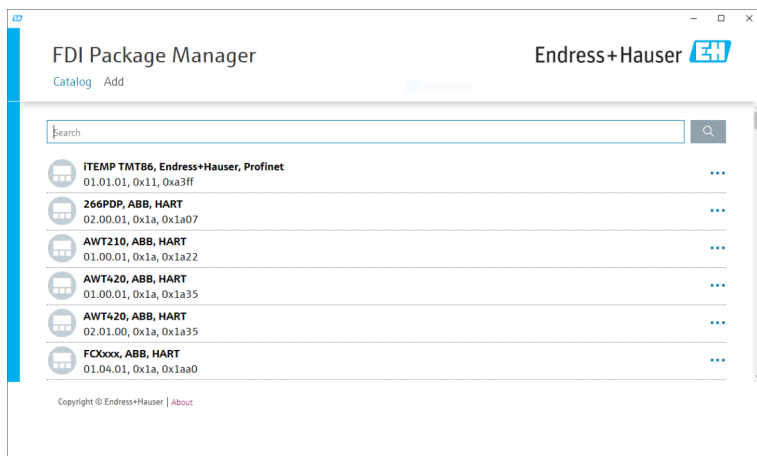 EH
FDI Package Manager
Endress+Hauser EH
Catalog Add
Search
iTEMP TMT86, Endress+Hauser, Profinet
01.01.01, 0x11, 0xa3ff
266PDP, ABB, HART
02.00.01, 0x1a, 0x1a07
AWT210, ABB, HART
01.00.01, 0x1a, 0x1a22
AWT420, ABB, HART
01.00.01, 0x1a, 0x1a35
AWT420, ABB, HART
02.01.00, 0x1a, 0x1a35
FCXxxx, ABB, HART
01.04.01, 0x1a, 0x1aa0
Copyright © Endress+Hauser | About